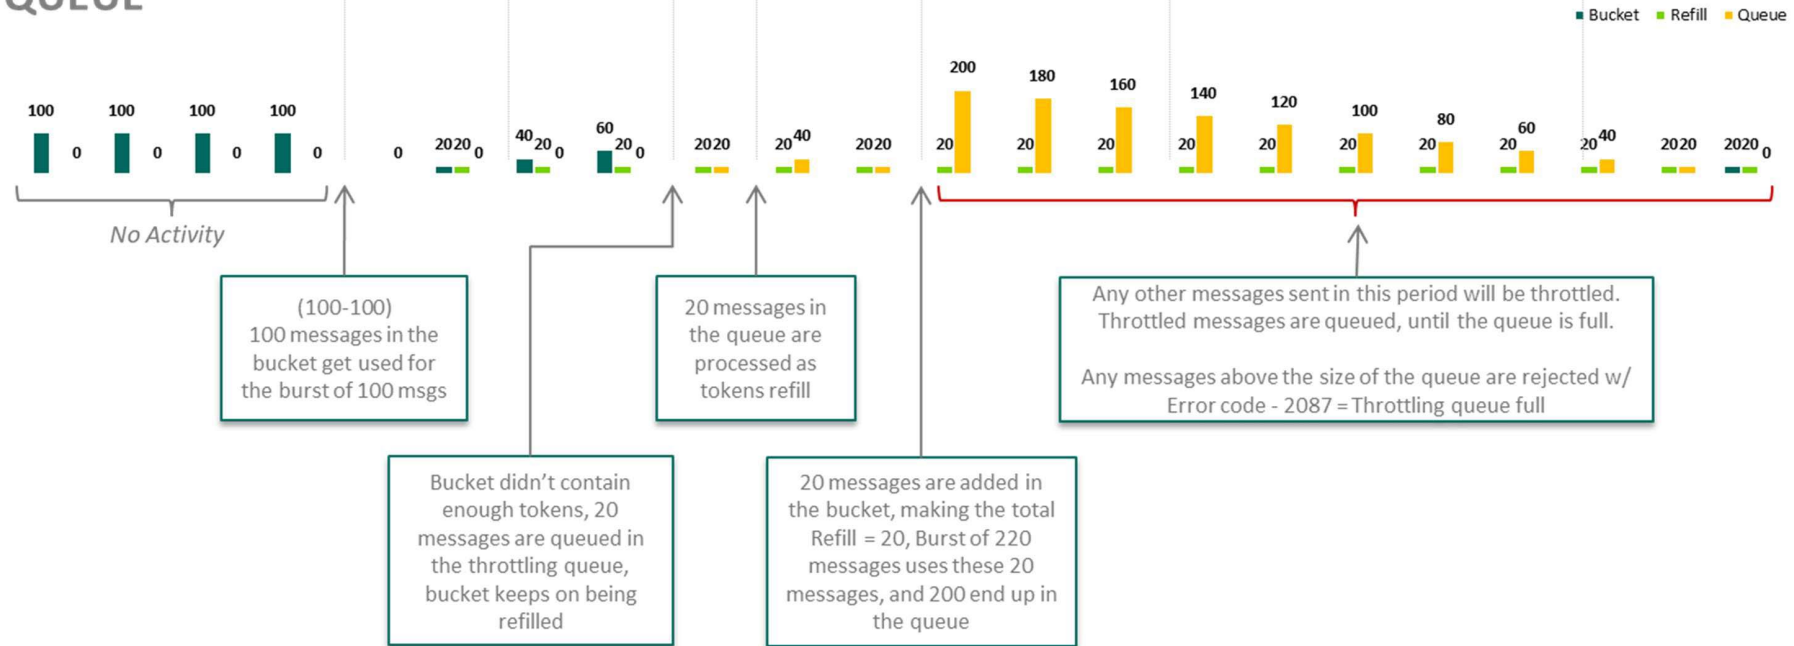 QUEUE
Bucket Refill Queue
100 0 100 0 100 0 100 0 0 20 20 0 40 20 0 60 20 0 20 20 20 40 20 20 20 200 20 180 20 160 20 140 20 120 20 100 20 80 20 60 20 40 20 20 20 20 0
No Activity
(100-100)
100 messages in the
bucket get used for
the burst of 100 msgs
20 messages in
the queue are
processed as
tokens refill
Any other messages sent in this period will be throttled.
Throttled messages are queued, until the queue is full.
Any messages above the size of the queue are rejected w/
Error code - 2087 = Throttling queue full
Bucket didn't contain
enough tokens, 20
messages are queued in
the throttling queue,
bucket keeps on being
refilled
20 messages are added in
the bucket, making the total
Refill = 20, Burst of 220
messages uses these 20
messages, and 200 end up in
the queue